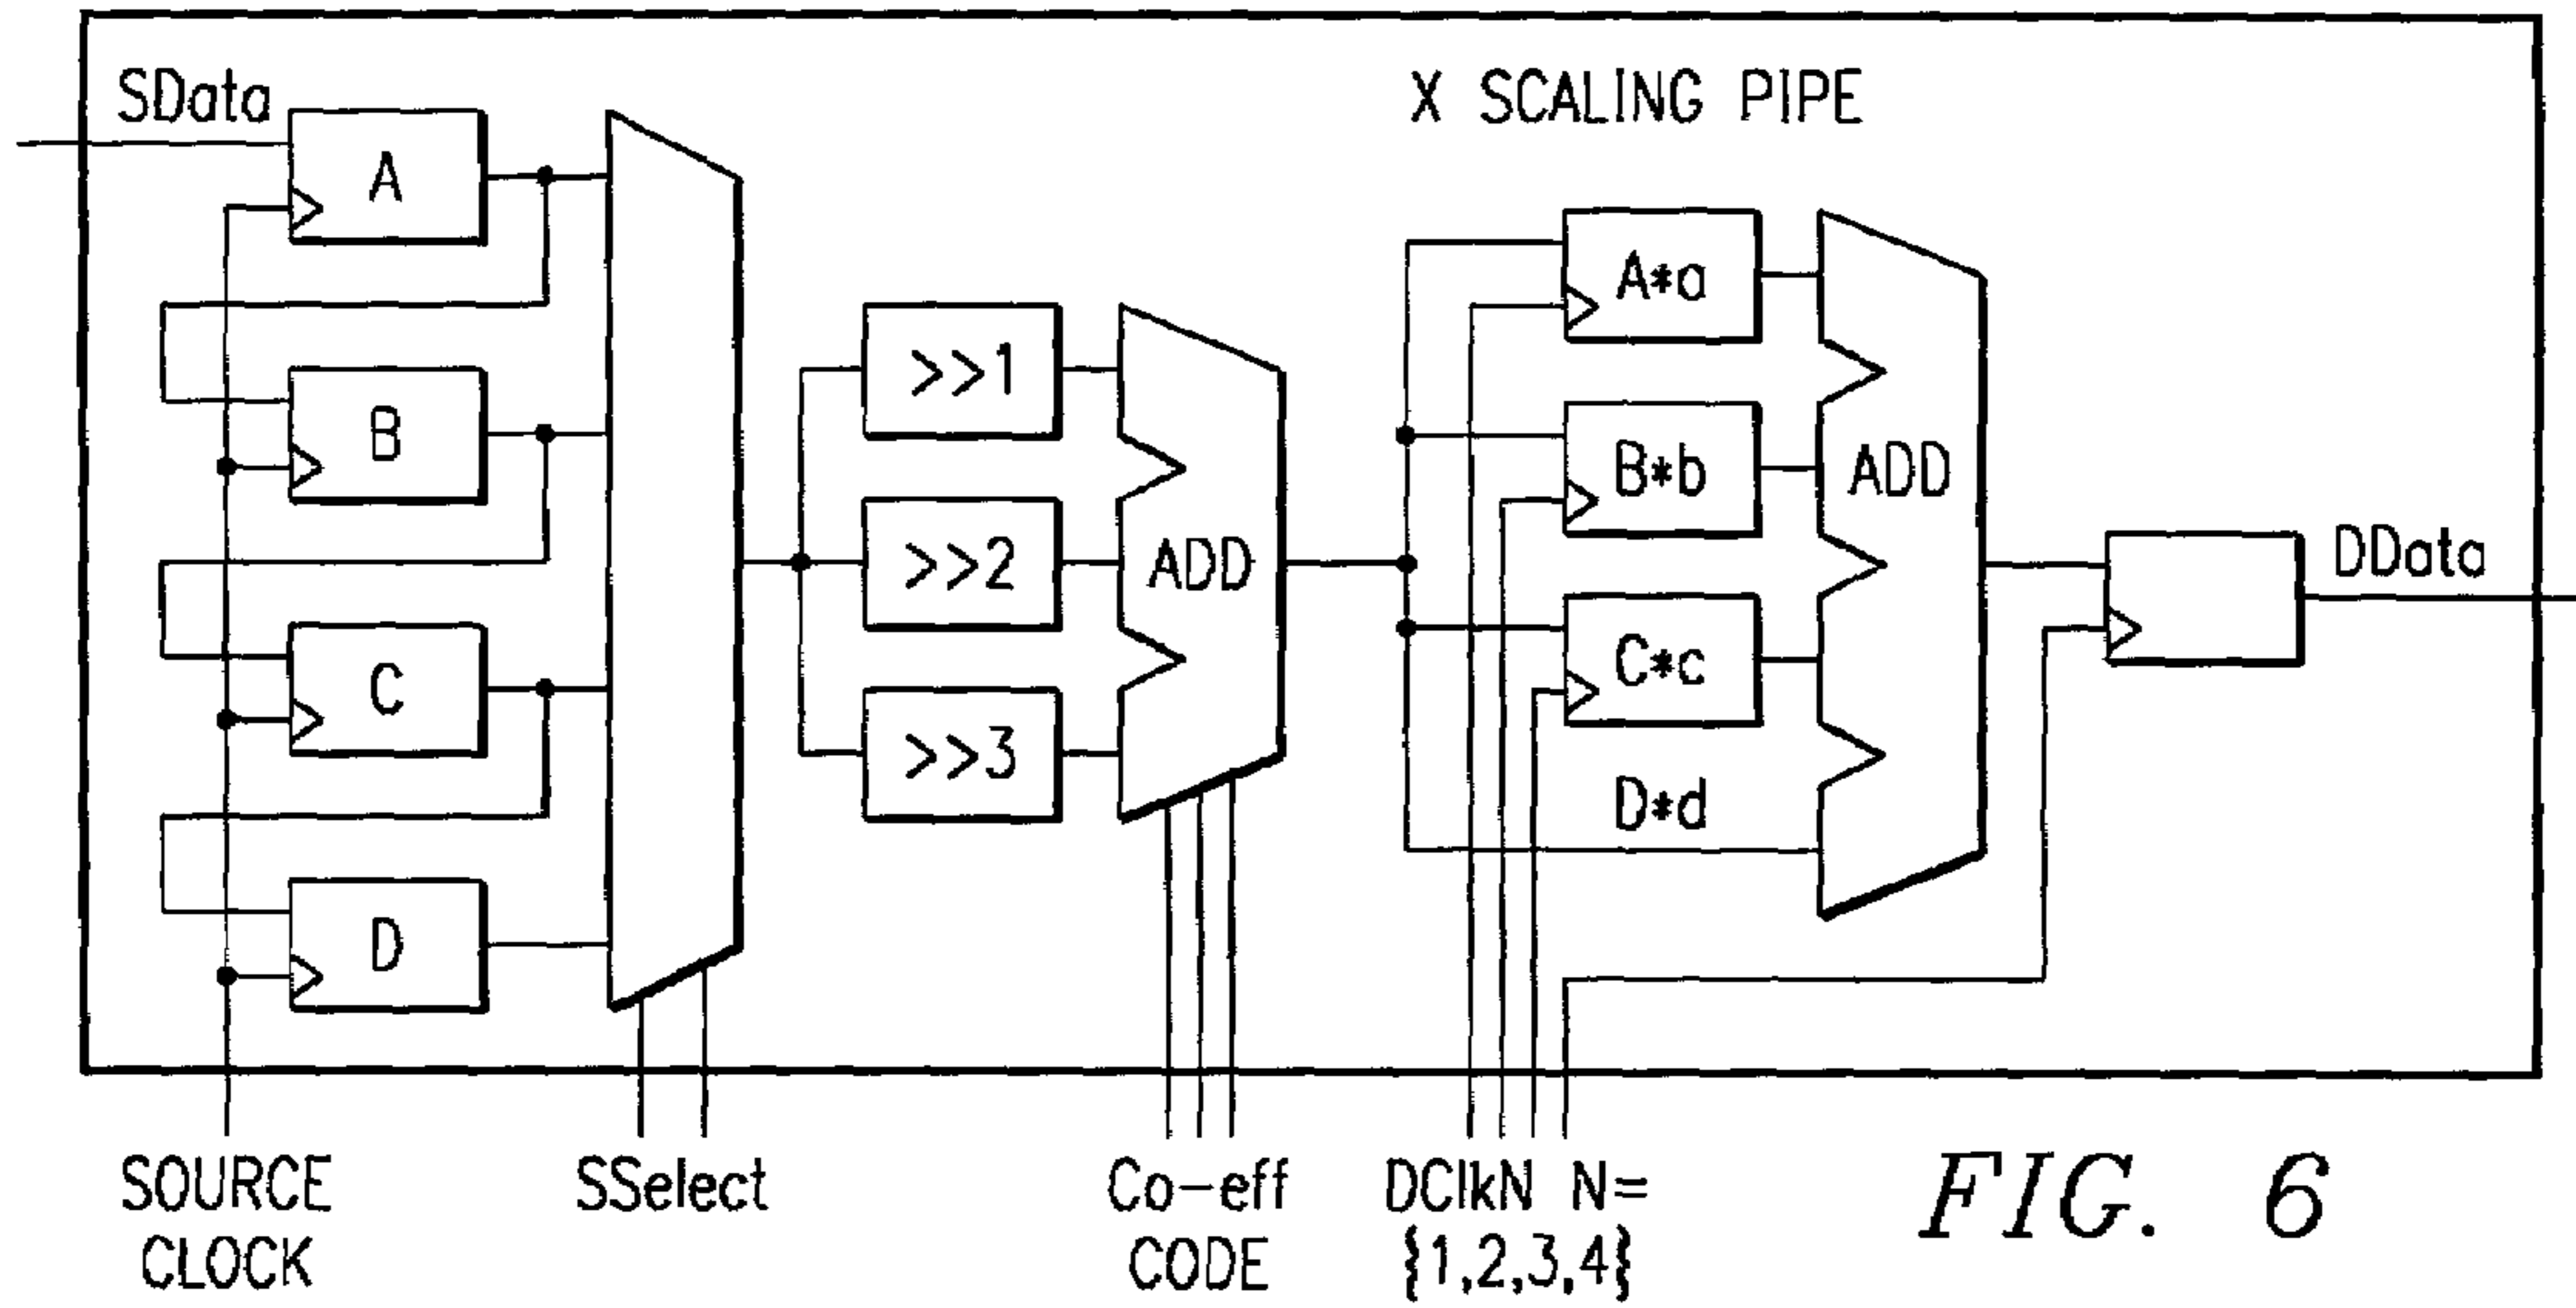 X SCALING PIPE
SData
A
B
C
D
>>1
>>2
>>3
ADD
A*a
B*b
C*c
D*d
ADD
DData
SOURCE
CLOCK
SSelect
Co-eff
CODE
DClkN N=
{1,2,3,4}
FIG. 6